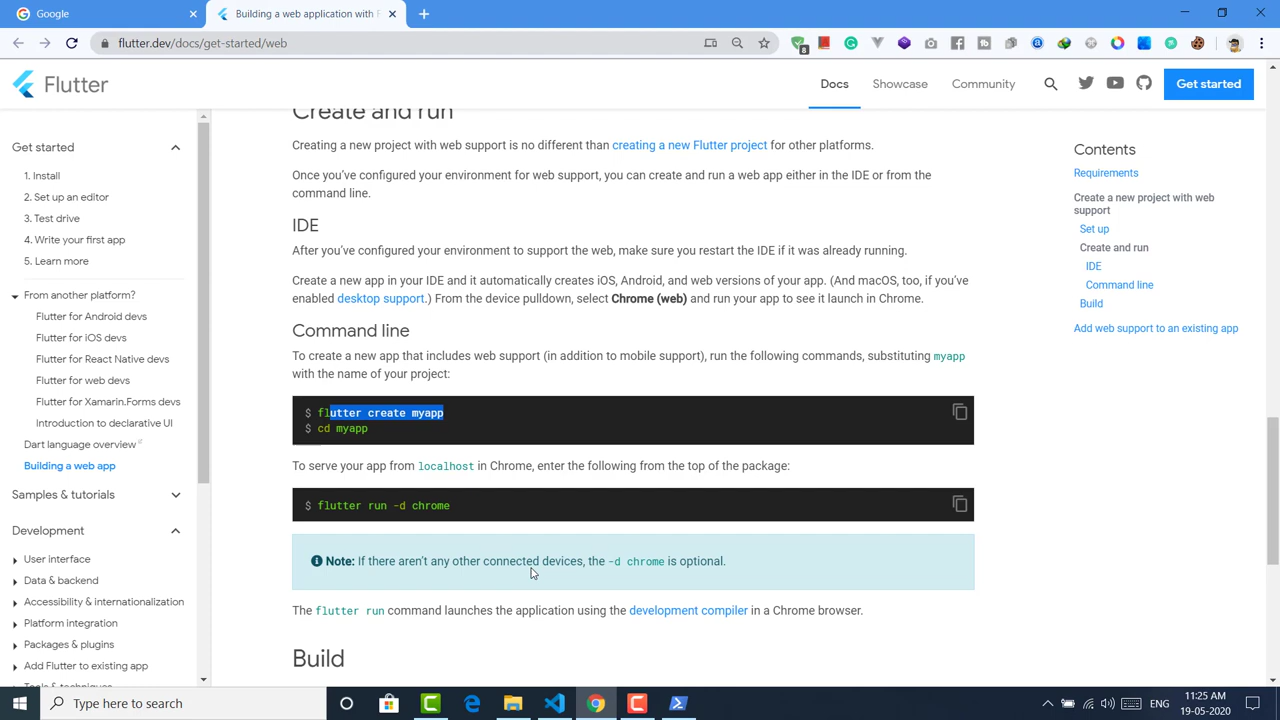 Google
Building a web application with F
flutter.dev/docs/get-started/web
8
Flutter
Docs
Showcase
Community
Get started
Get started
1. Install
2. Set up an editor
3. Test drive
4. Write your first app
5. Learn more
From another platform?
Flutter for Android devs
Flutter for iOS devs
Flutter for React Native devs
Flutter for web devs
Flutter for Xamarin.Forms devs
Introduction to declarative UI
Dart language overview
Building a web app
Samples & tutorials
Development
User interface
Data & backend
Accessibility & internationalization
Platform integration
Packages & plugins
Add Flutter to existing app
Tools & techniques
Create and run
Creating a new project with web support is no different than creating a new Flutter project for other platforms.
Once you've configured your environment for web support, you can create and run a web app either in the IDE or from the
command line.
IDE
After you've configured your environment to support the web, make sure you restart the IDE if it was already running.
Create a new app in your IDE and it automatically creates iOS, Android, and web versions of your app. (And macOS, too, if you've
enabled desktop support.) From the device pulldown, select Chrome (web) and run your app to see it launch in Chrome.
Command line
To create a new app that includes web support (in addition to mobile support), run the following commands, substituting myapp
with the name of your project:
$ flutter create myapp
$ cd myapp
To serve your app from localhost in Chrome, enter the following from the top of the package:
$ flutter run -d chrome
Note: If there aren't any other connected devices, the -d chrome is optional.
The flutter run command launches the application using the development compiler in a Chrome browser.
Build
Contents
Requirements
Create a new project with web
support
Set up
Create and run
IDE
Command line
Build
Add web support to an existing app
Type here to search
ENG
11:25 AM
19-05-2020